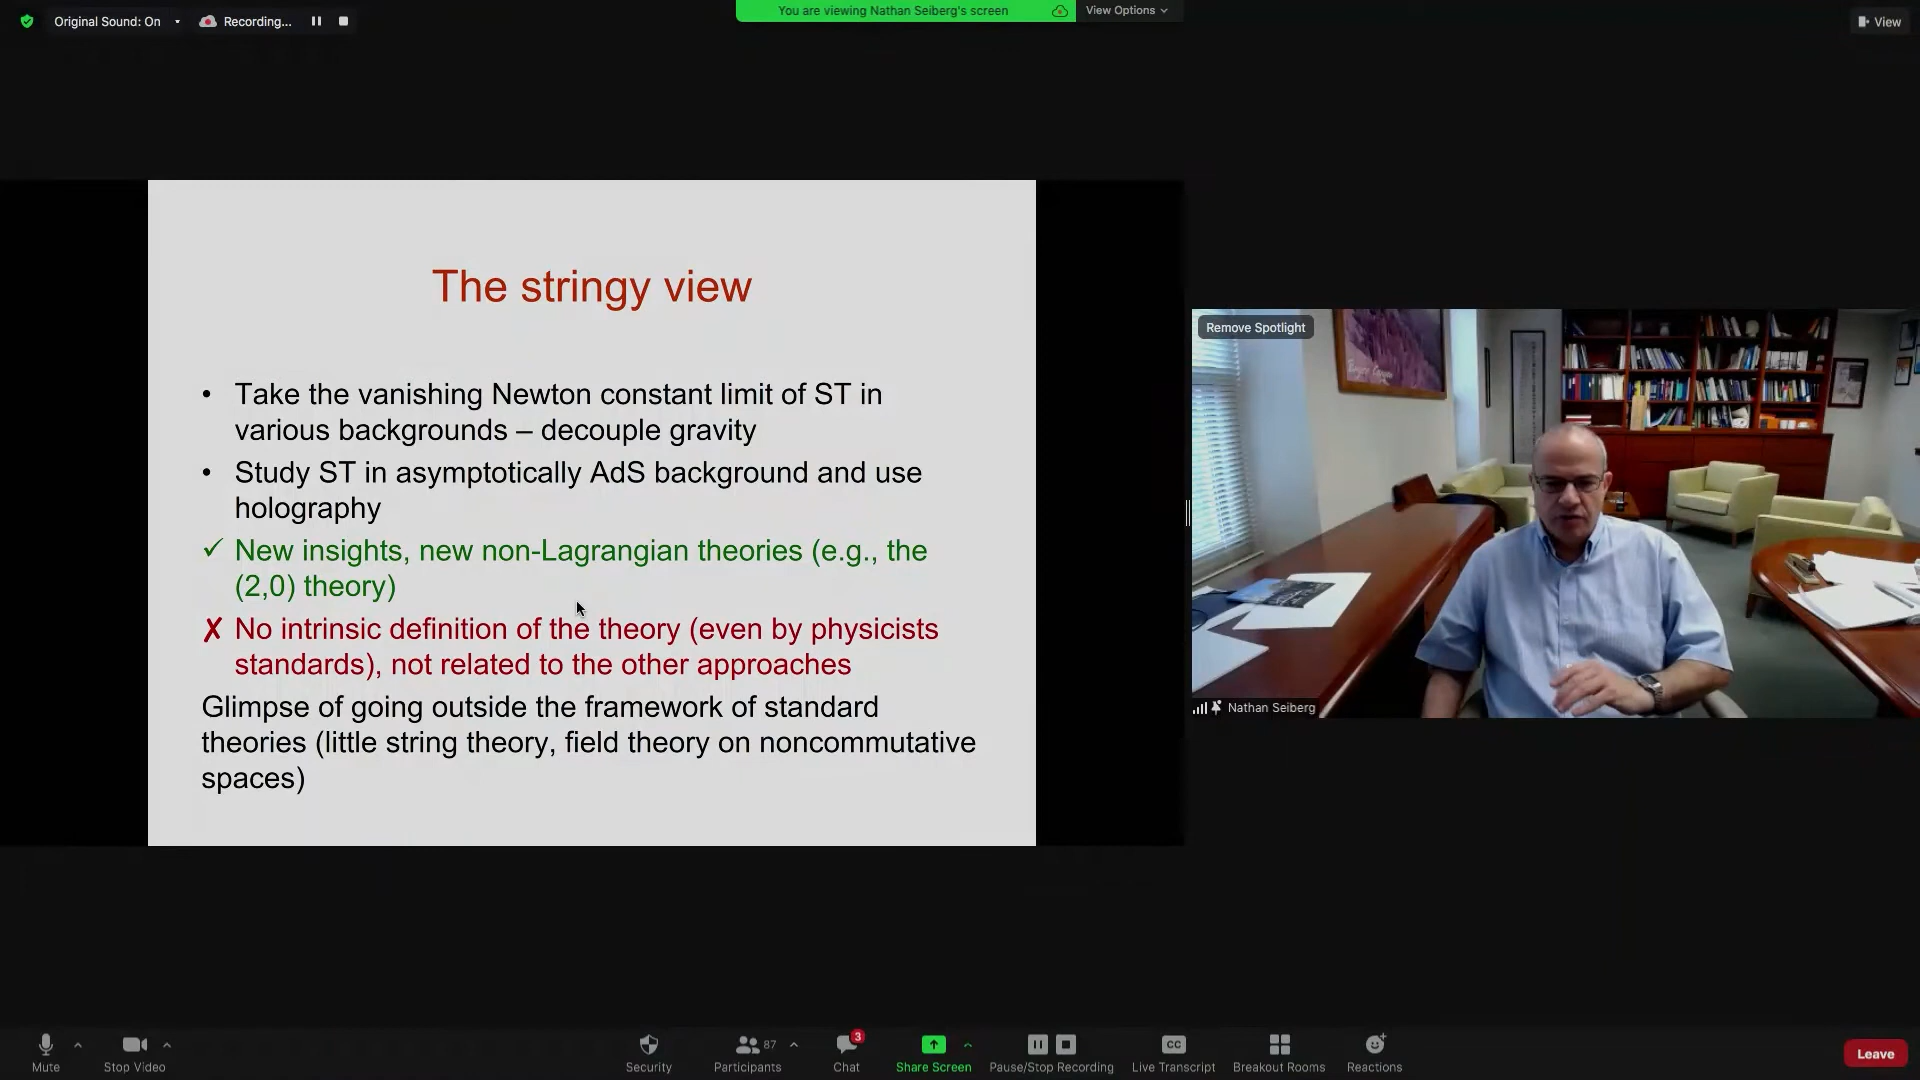 Original Sound: On
Recording...
You are viewing Nathan Seiberg's screen
View Options
View
The stringy view
• Take the vanishing Newton constant limit of ST in
various backgrounds – decouple gravity
• Study ST in asymptotically AdS background and use
holography
✓ New insights, new non-Lagrangian theories (e.g., the
(2,0) theory)
✗ No intrinsic definition of the theory (even by physicists
standards), not related to the other approaches
Glimpse of going outside the framework of standard
theories (little string theory, field theory on noncommutative
spaces)
Remove Spotlight
Nathan Seiberg
Mute
Stop Video
Security
Participants
87
Chat
3
Share Screen
Pause/Stop Recording
CC
Live Transcript
Breakout Rooms
Reactions
Leave